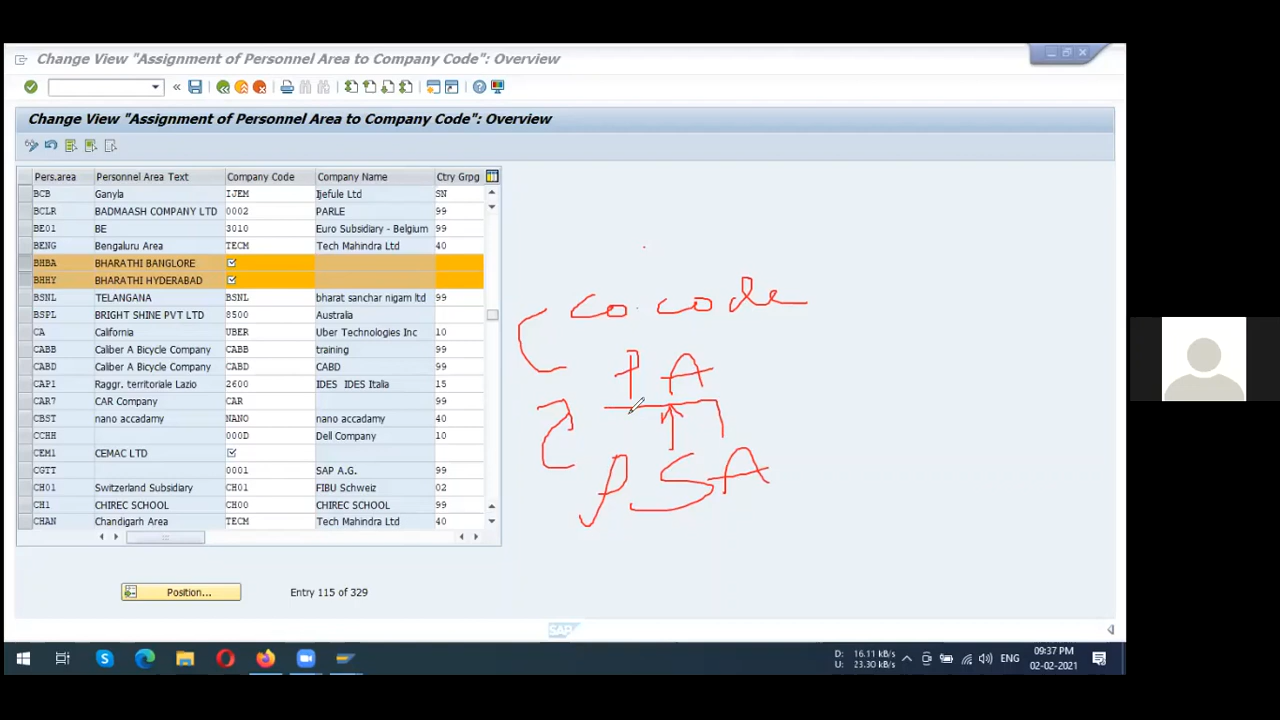 Change View "Assignment of Personnel Area to Company Code": Overview
Change View "Assignment of Personnel Area to Company Code": Overview
Pers.area Personnel Area Text Company Code Company Name Ctry Grpg
BCB Ganyla IJEM Ijefule Ltd SN
BCLR BADMAASH COMPANY LTD 0002 PARLE 99
BE01 BE 3010 Euro Subsidiary - Belgium 99
BENG Bengaluru Area TECM Tech Mahindra Ltd 40
BHBA BHARATHI BANGLORE
BHHY BHARATHI HYDERABAD
BSNL TELANGANA BSNL bharat sanchar nigam ltd 99
BSPL BRIGHT SHINE PVT LTD 8500 Australia
CA California UBER Uber Technologies Inc 10
CABB Caliber A Bicycle Company CABB training 99
CABD Caliber A Bicycle Company CABD CABD 99
CAP1 Raggr. territoriale Lazio 2600 IDES IDES Italia 15
CAR7 CAR Company CAR 99
CBST nano accadamy NANO nano accadamy 40
CCHH 000D Dell Company 10
CEM1 CEMAC LTD
CGTT 0001 SAP A.G. 99
CH01 Switzerland Subsidiary CH01 FIBU Schweiz 02
CH1 CHIREC SCHOOL CH00 CHIREC SCHOOL 99
CHAN Chandigarh Area TECM Tech Mahindra Ltd 40
Co. code
PA
PSA
Position... Entry 115 of 329
SAP
D: 16.11 kB/s
U: 23.30 kB/s
ENG
09:37 PM
02-02-2021